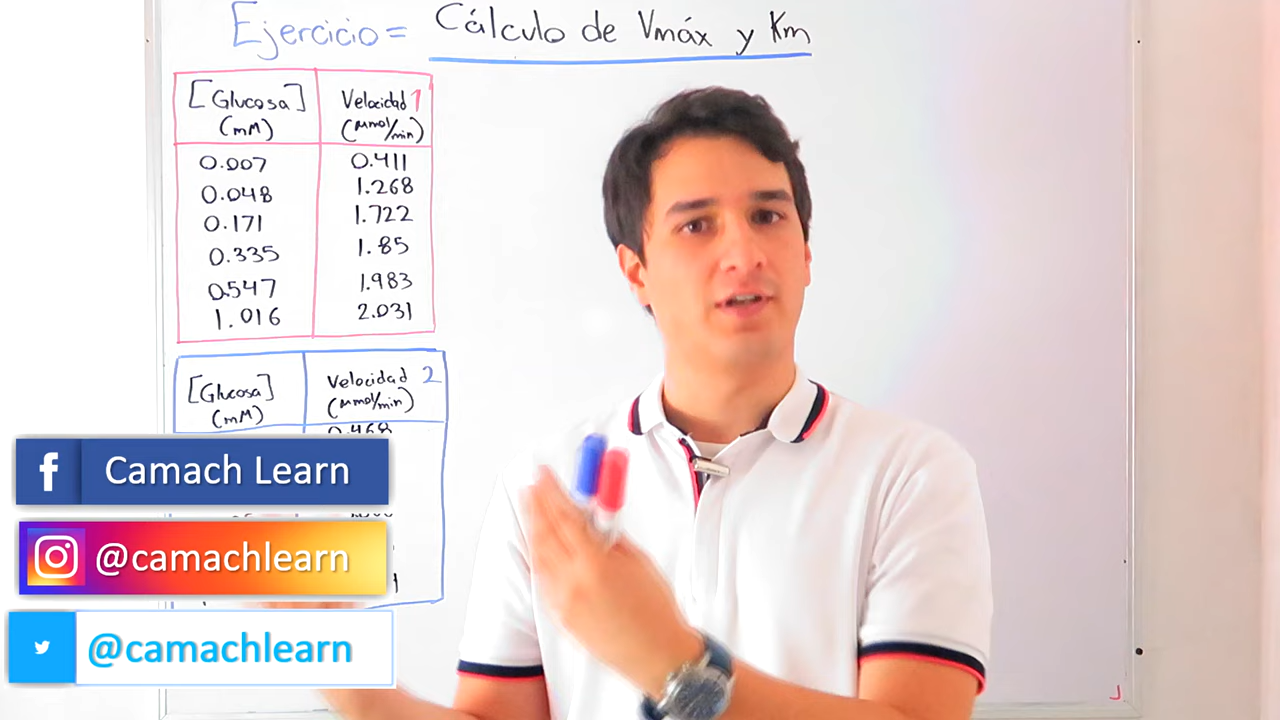 Ejercicio = Cálculo de Vmáx y Km
[Glucosa] Velocidad 1
(mM) (μmol/min)
0.007 0.411
0.048 1.268
0.171 1.722
0.335 1.85
0.547 1.983
1.016 2.031
[Glucosa] Velocidad 2
(mM) (μmol/min)
0.468
f Camach Learn
@camachlearn
@camachlearn